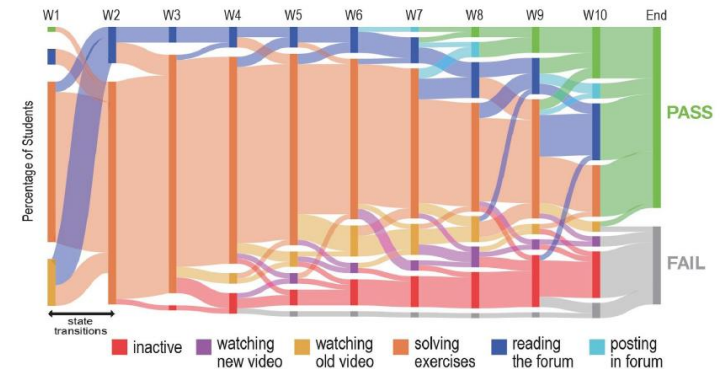 W1 W2 W3 W4 W5 W6 W7 W8 W9 W10 End
Percentage of Students
PASS
FAIL
state
transitions
inactive
watching
new video
watching
old video
solving
exercises
reading
the forum
posting
in forum